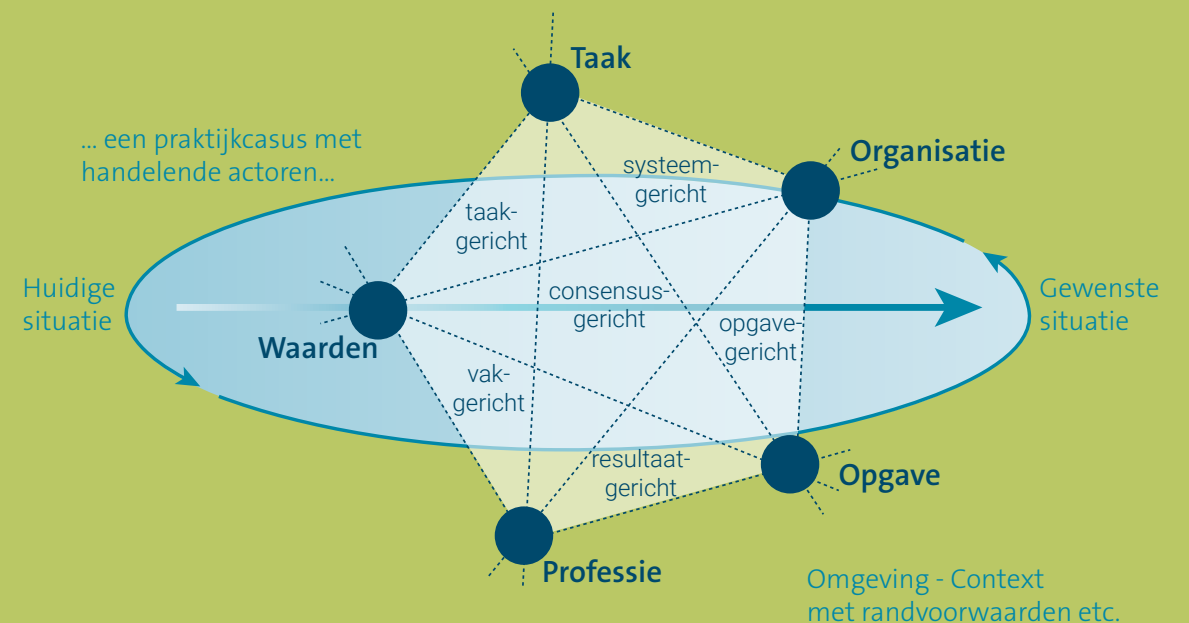 Taak
... een praktijkcasus met
handelende actoren...
Organisatie
systeem-
gericht
taak-
gericht
Huidige
situatie
consensus-
gericht
Gewenste
situatie
opgave-
gericht
Waarden
vak-
gericht
resultaat-
gericht
Opgave
Professie
Omgeving - Context
met randvoorwaarden etc.